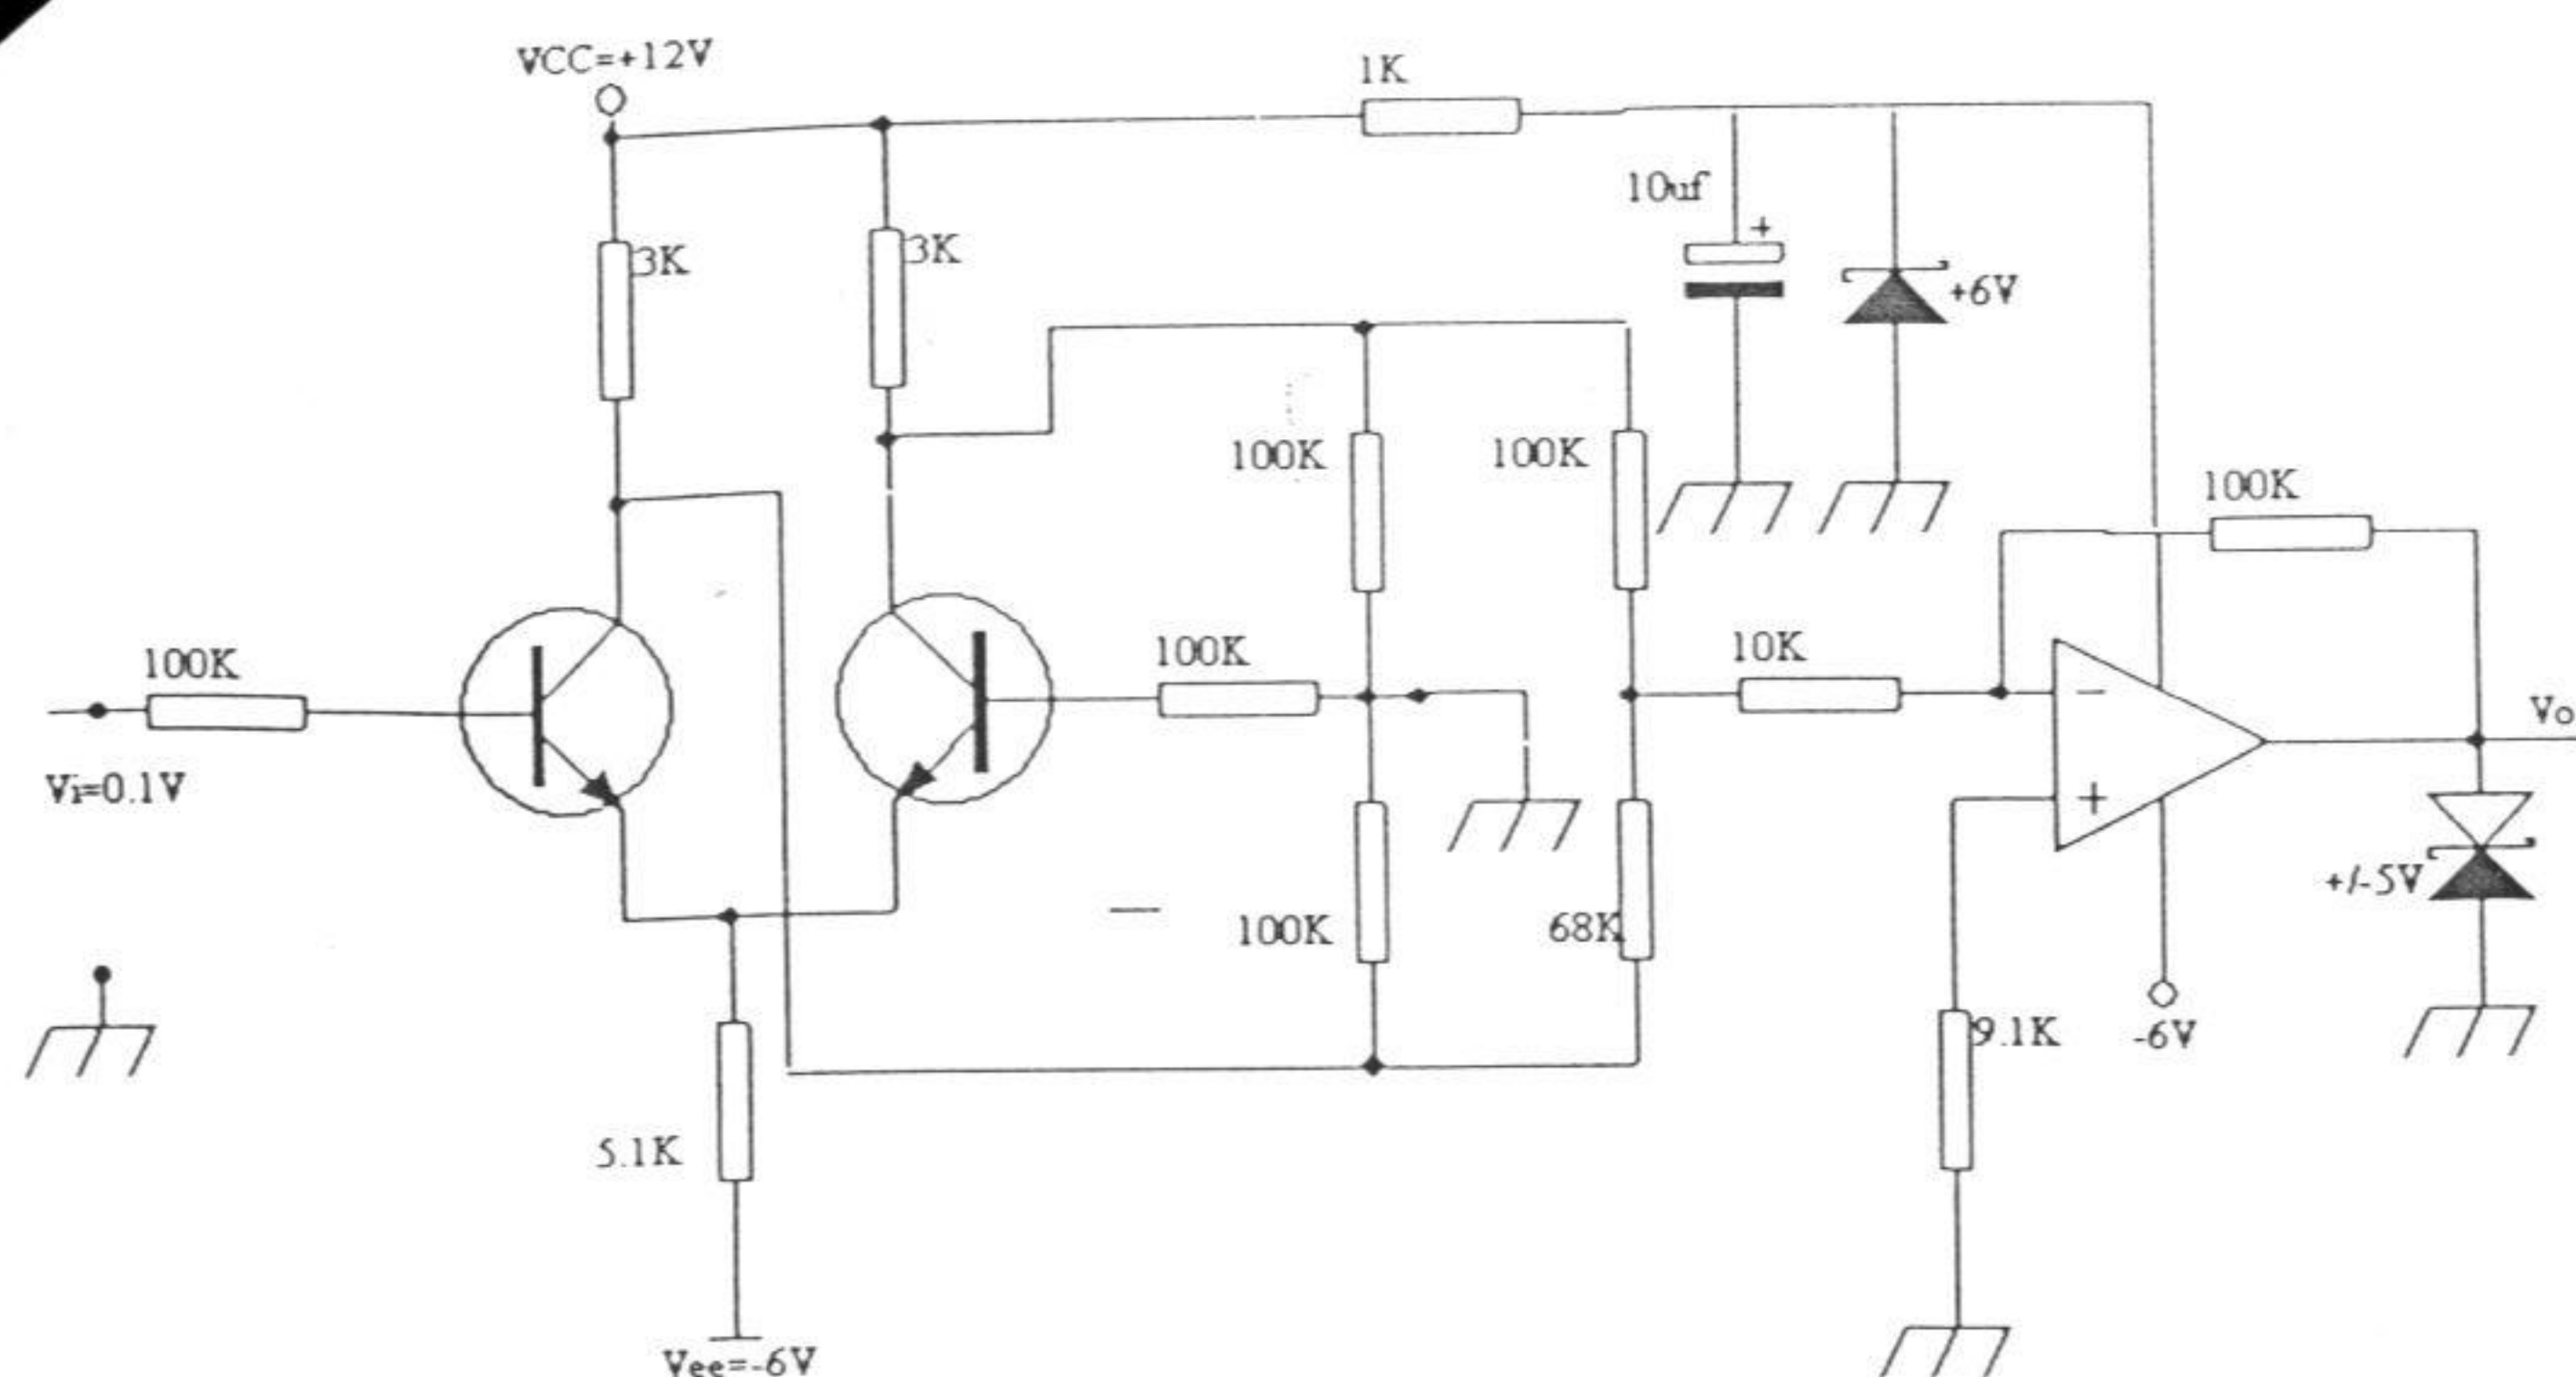 VCC=+12V
1K
3K
3K
10uf
+
+6V
100K
100K
100K
100K
100K
10K
Vi=0.1V
−
+
Vo
+/-5V
100K
68K
9.1K
-6V
5.1K
Vee=-6V